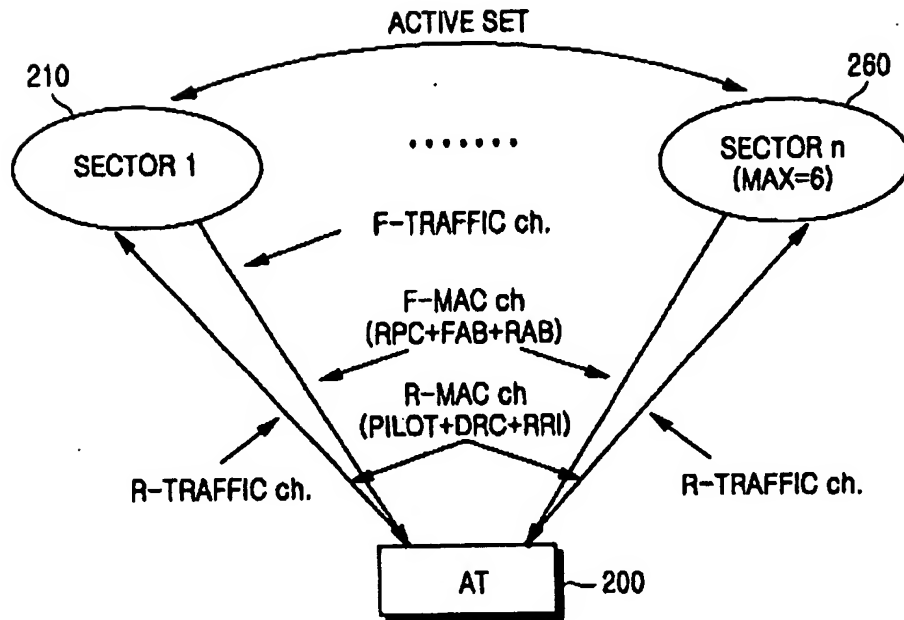 ACTIVE SET
210
260
SECTOR 1
.......
SECTOR n
(MAX=6)
F-TRAFFIC ch.
F-MAC ch
(RPC+FAB+RAB)
R-MAC ch
(PILOT+DRC+RRI)
R-TRAFFIC ch.
R-TRAFFIC ch.
AT
200